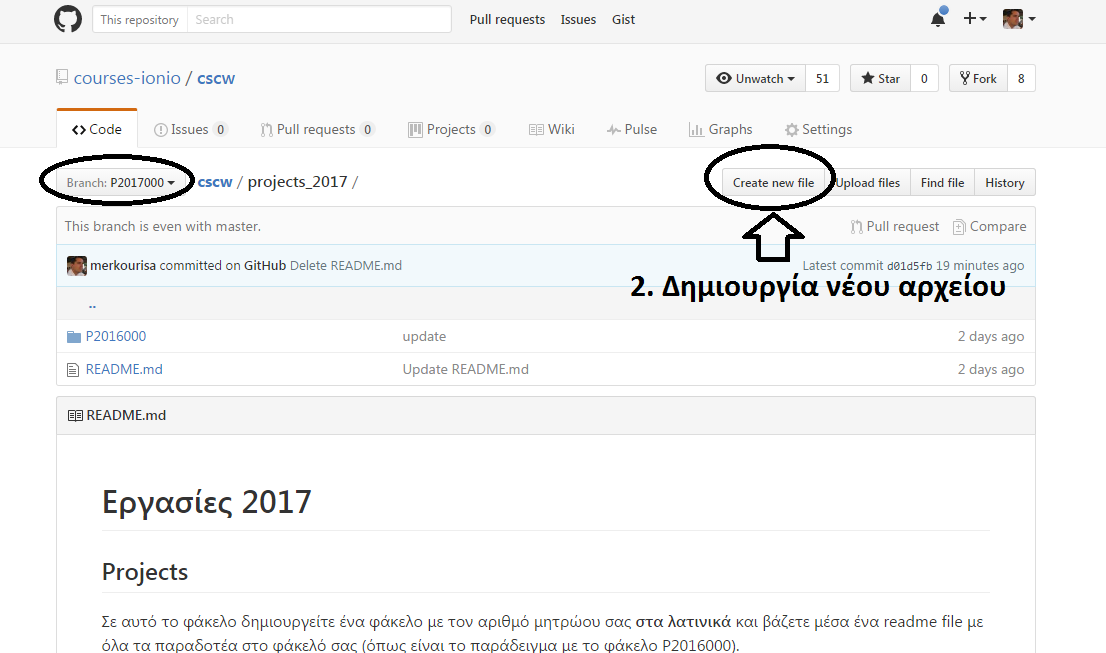 This repository Search Pull requests Issues Gist
courses-ionio / cscw Unwatch 51 Star 0 Fork 8
Code Issues 0 Pull requests 0 Projects 0 Wiki Pulse Graphs Settings
Branch: P2017000 cscw / projects_2017 / Create new file Upload files Find file History
This branch is even with master. Pull request Compare
merkourisa committed on GitHub Delete README.md Latest commit d01d5fb 19 minutes ago
2. Δημιουργία νέου αρχείου
..
P2016000 update 2 days ago
README.md Update README.md 2 days ago
README.md
Εργασίες 2017
Projects
Σε αυτό το φάκελο δημιουργείτε ένα φάκελο με τον αριθμό μητρώου σας στα λατινικά και βάζετε μέσα ένα readme file με
όλα τα παραδοτέα στο φάκελό σας (όπως είναι το παράδειγμα με το φάκελο P2016000).